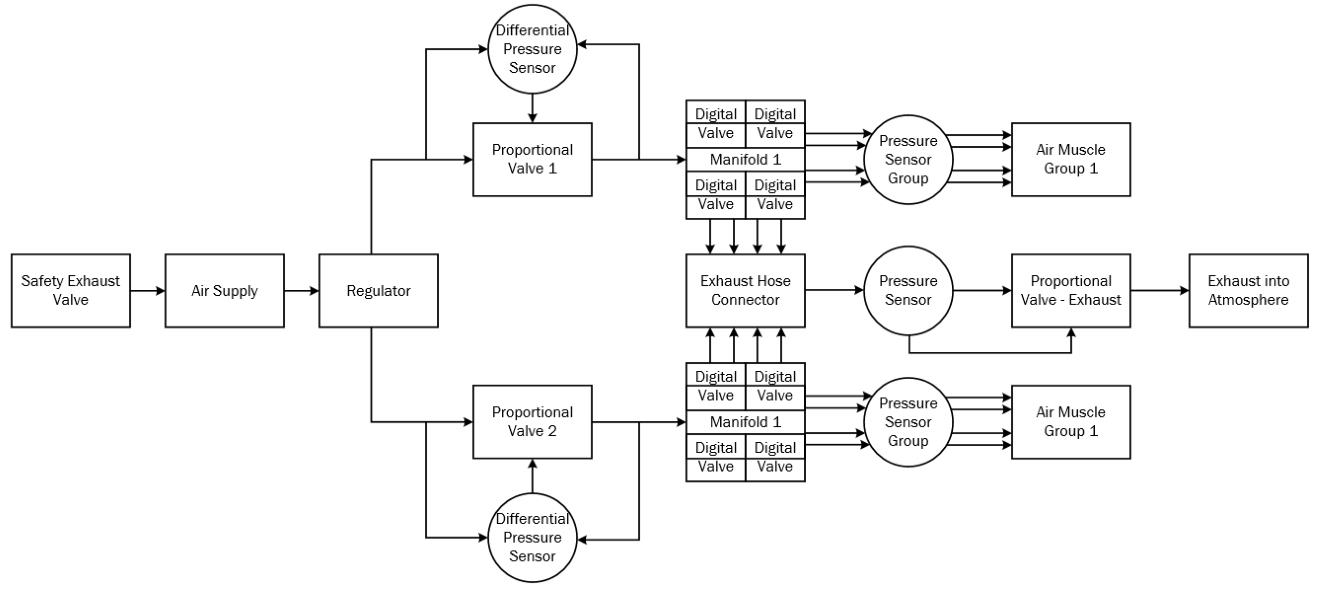 Differential
Pressure
Sensor
Proportional
Valve 1
Digital Digital
Valve Valve
Manifold 1
Digital Digital
Valve Valve
Pressure
Sensor
Group
Air Muscle
Group 1
Safety Exhaust
Valve
Air Supply
Regulator
Exhaust Hose
Connector
Pressure
Sensor
Proportional
Valve - Exhaust
Exhaust into
Atmosphere
Proportional
Valve 2
Digital Digital
Valve Valve
Manifold 1
Digital Digital
Valve Valve
Pressure
Sensor
Group
Air Muscle
Group 1
Differential
Pressure
Sensor